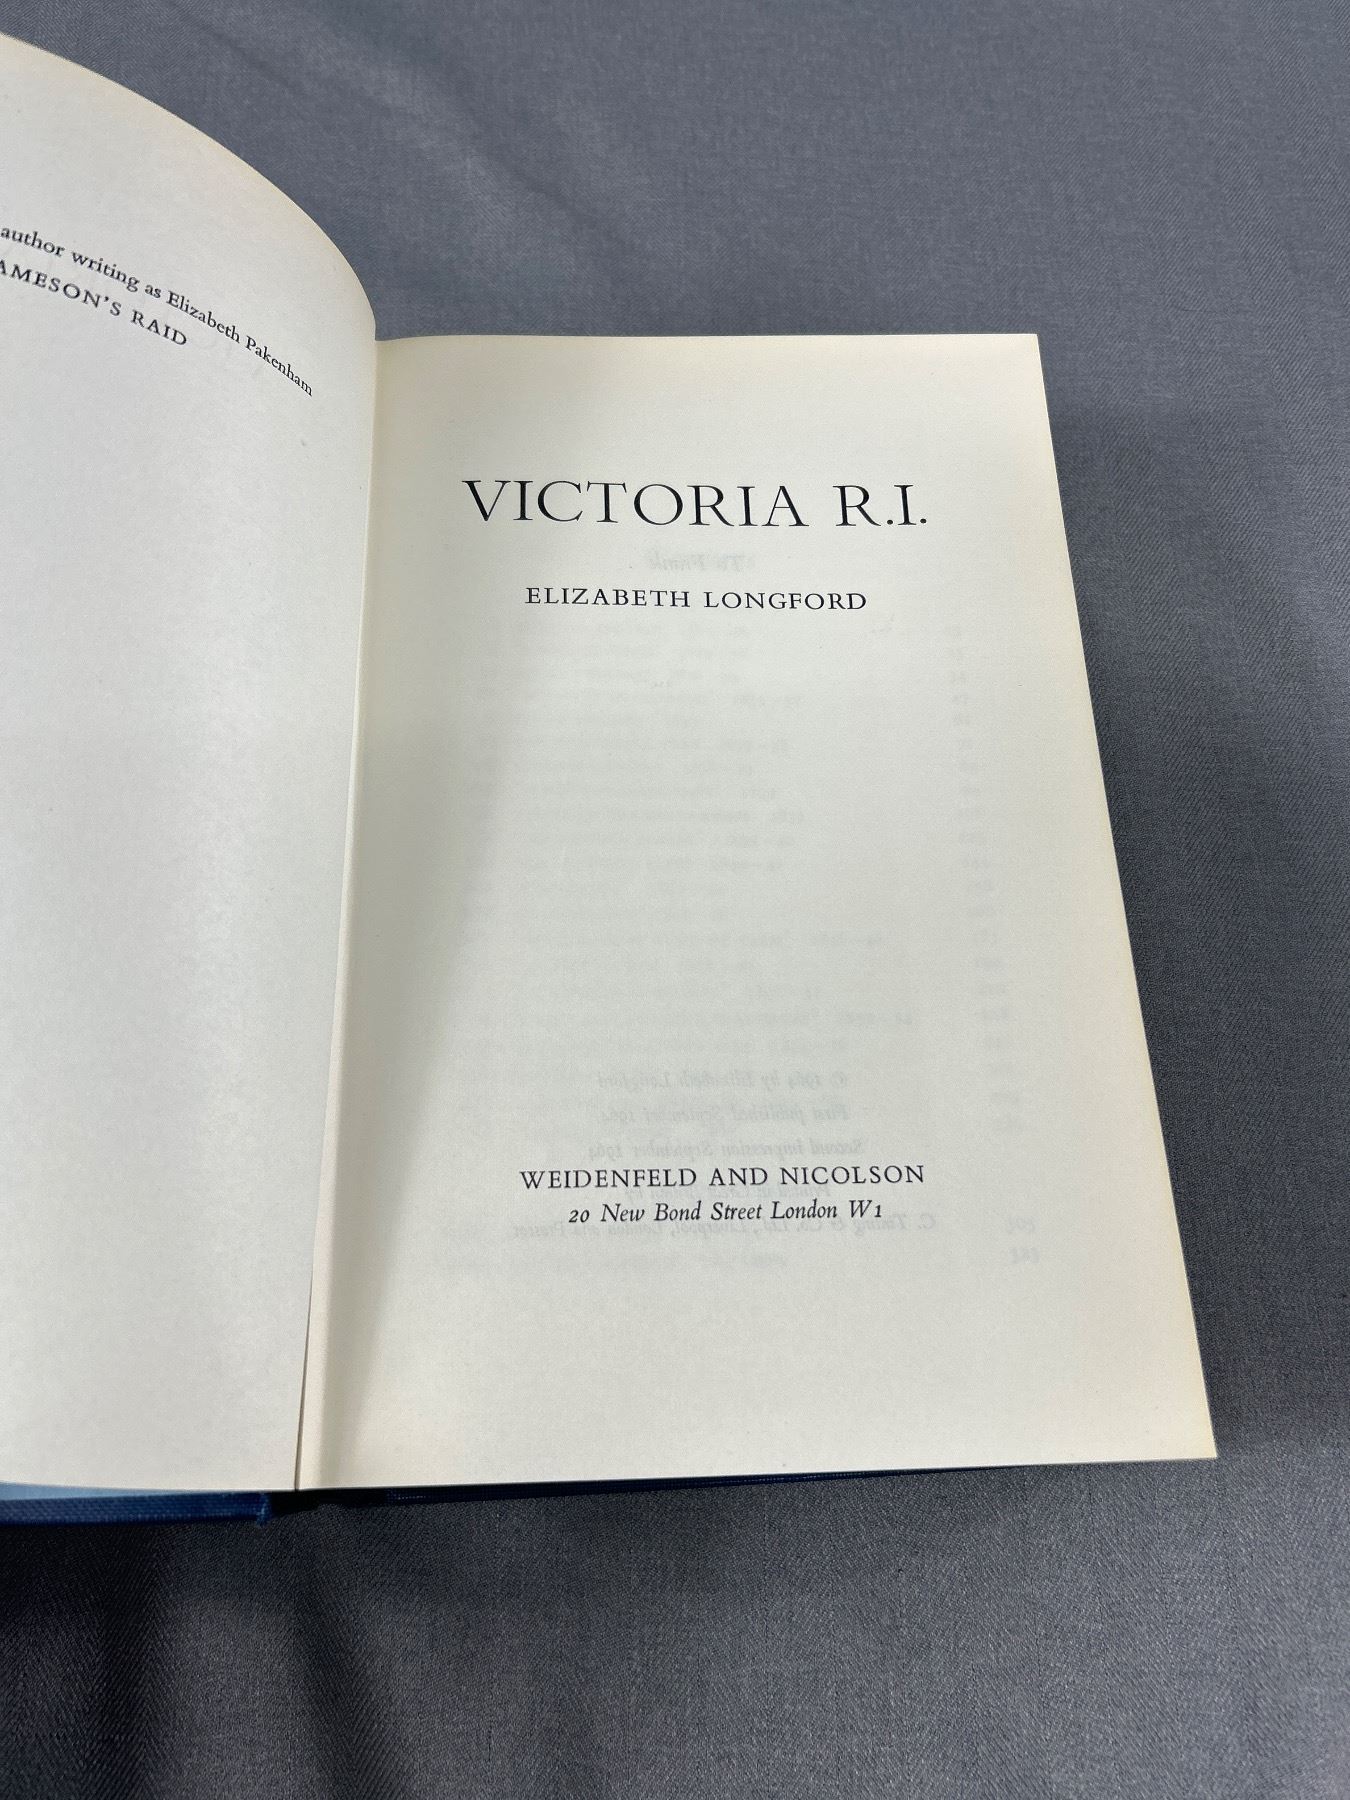 author writing as Elizabeth Pakenham
AMESON'S RAID
VICTORIA R.I.
ELIZABETH LONGFORD
WEIDENFELD AND NICOLSON
20 New Bond Street London W1